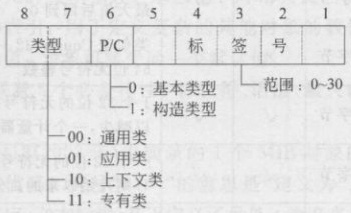 8 7 6 5 4 3 2 1
类型 P/C 标 签 号
0：基本类型
范围：0~30
1：构造类型
00：通用类
01：应用类
10：上下文类
11：专有类